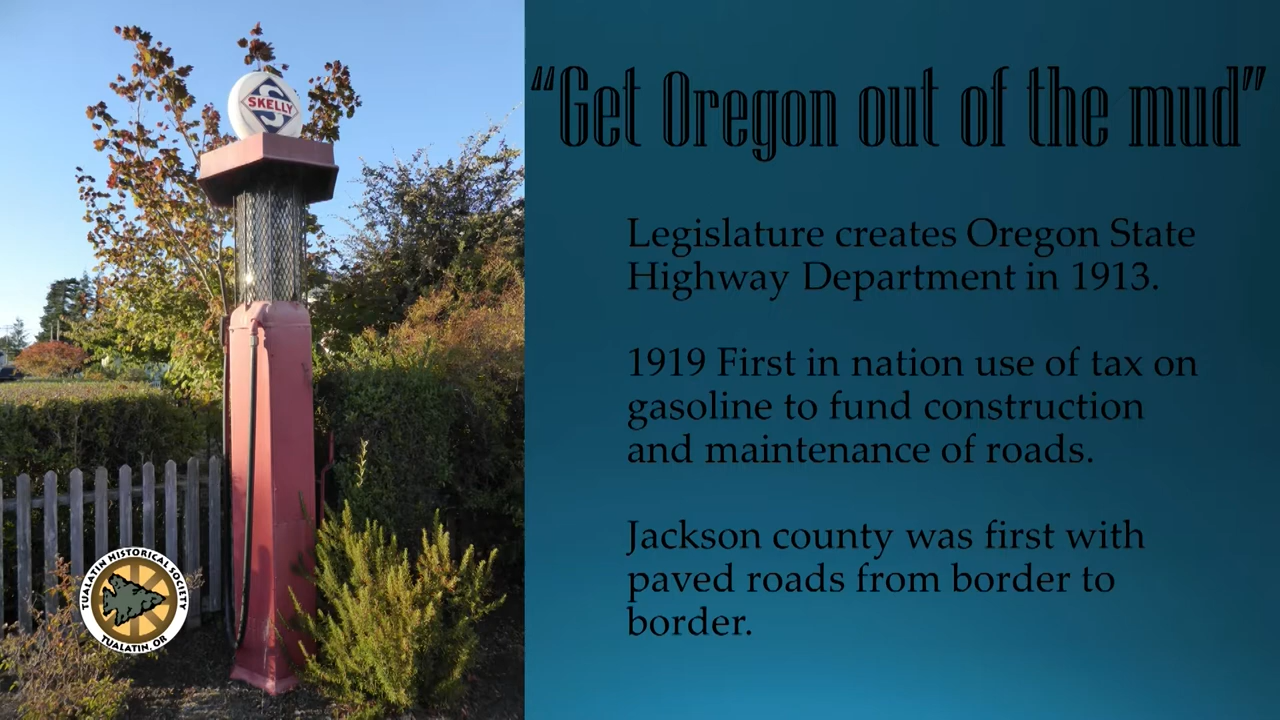 SKELLY
"Get Oregon out of the mud"
Legislature creates Oregon State
Highway Department in 1913.
1919 First in nation use of tax on
gasoline to fund construction
and maintenance of roads.
Jackson county was first with
paved roads from border to
border.
TUALATIN HISTORICAL SOCIETY
TUALATIN, OR